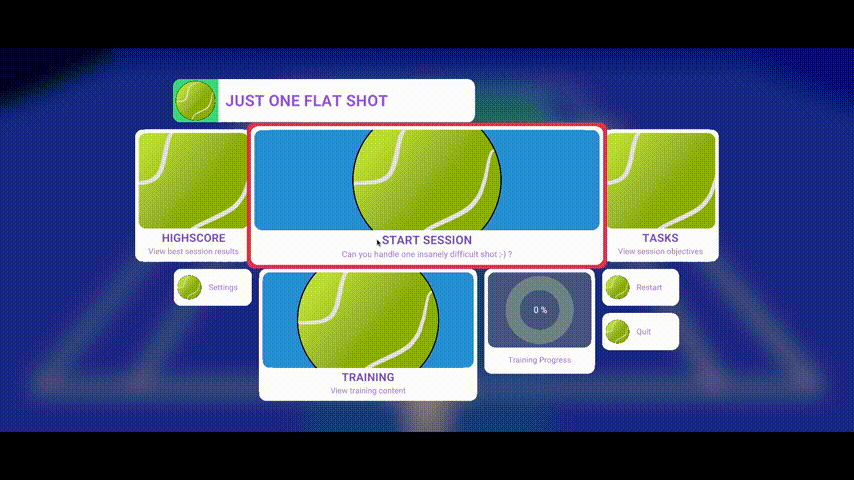 JUST ONE FLAT SHOT
HIGHSCORE
View best session results
START SESSION
Can you handle one insanely difficult shot ;-) ?
TASKS
View session objectives
Settings
TRAINING
View training content
0 %
Training Progress
Restart
Quit